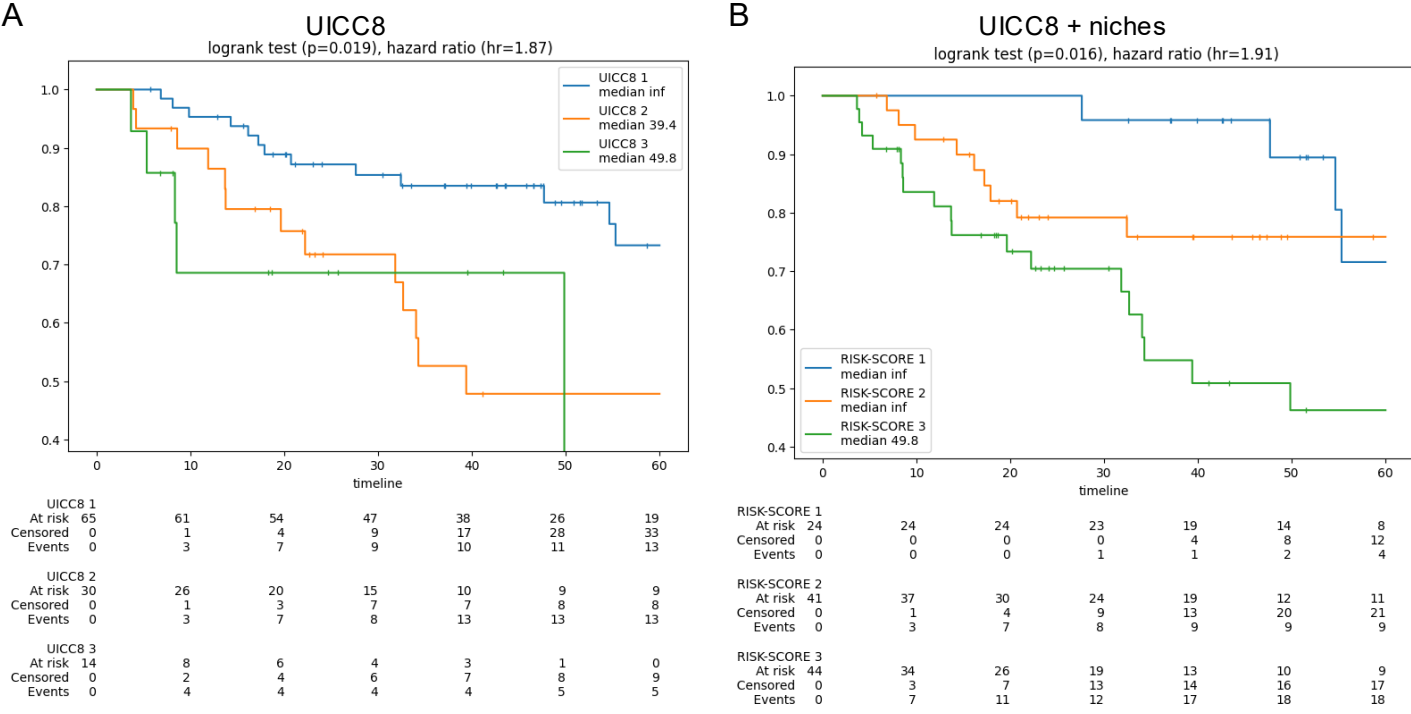 A
UICC8
logrank test (p=0.019), hazard ratio (hr=1.87)
UICC8 1
median inf
UICC8 2
median 39.4
UICC8 3
median 49.8
1.0
0.9
0.8
0.7
0.6
0.5
0.4
0 10 20 30 40 50 60
timeline
UICC8 1
At risk 65 61 54 47 38 26 19
Censored 0 1 4 9 17 28 33
Events 0 3 7 9 10 11 13
UICC8 2
At risk 30 26 20 15 10 9 9
Censored 0 1 3 7 7 8 8
Events 0 3 7 8 13 13 13
UICC8 3
At risk 14 8 6 4 3 1 0
Censored 0 2 4 6 7 8 9
Events 0 4 4 4 4 5 5
B
UICC8 + niches
logrank test (p=0.016), hazard ratio (hr=1.91)
1.0
0.9
0.8
0.7
0.6
0.5
0.4
RISK-SCORE 1
median inf
RISK-SCORE 2
median inf
RISK-SCORE 3
median 49.8
0 10 20 30 40 50 60
timeline
RISK-SCORE 1
At risk 24 24 24 23 19 14 8
Censored 0 0 0 0 4 8 12
Events 0 0 0 1 1 2 4
RISK-SCORE 2
At risk 41 37 30 24 19 12 11
Censored 0 1 4 9 13 20 21
Events 0 3 7 8 9 9 9
RISK-SCORE 3
At risk 44 34 26 19 13 10 9
Censored 0 3 7 13 14 16 17
Events 0 7 11 12 17 18 18